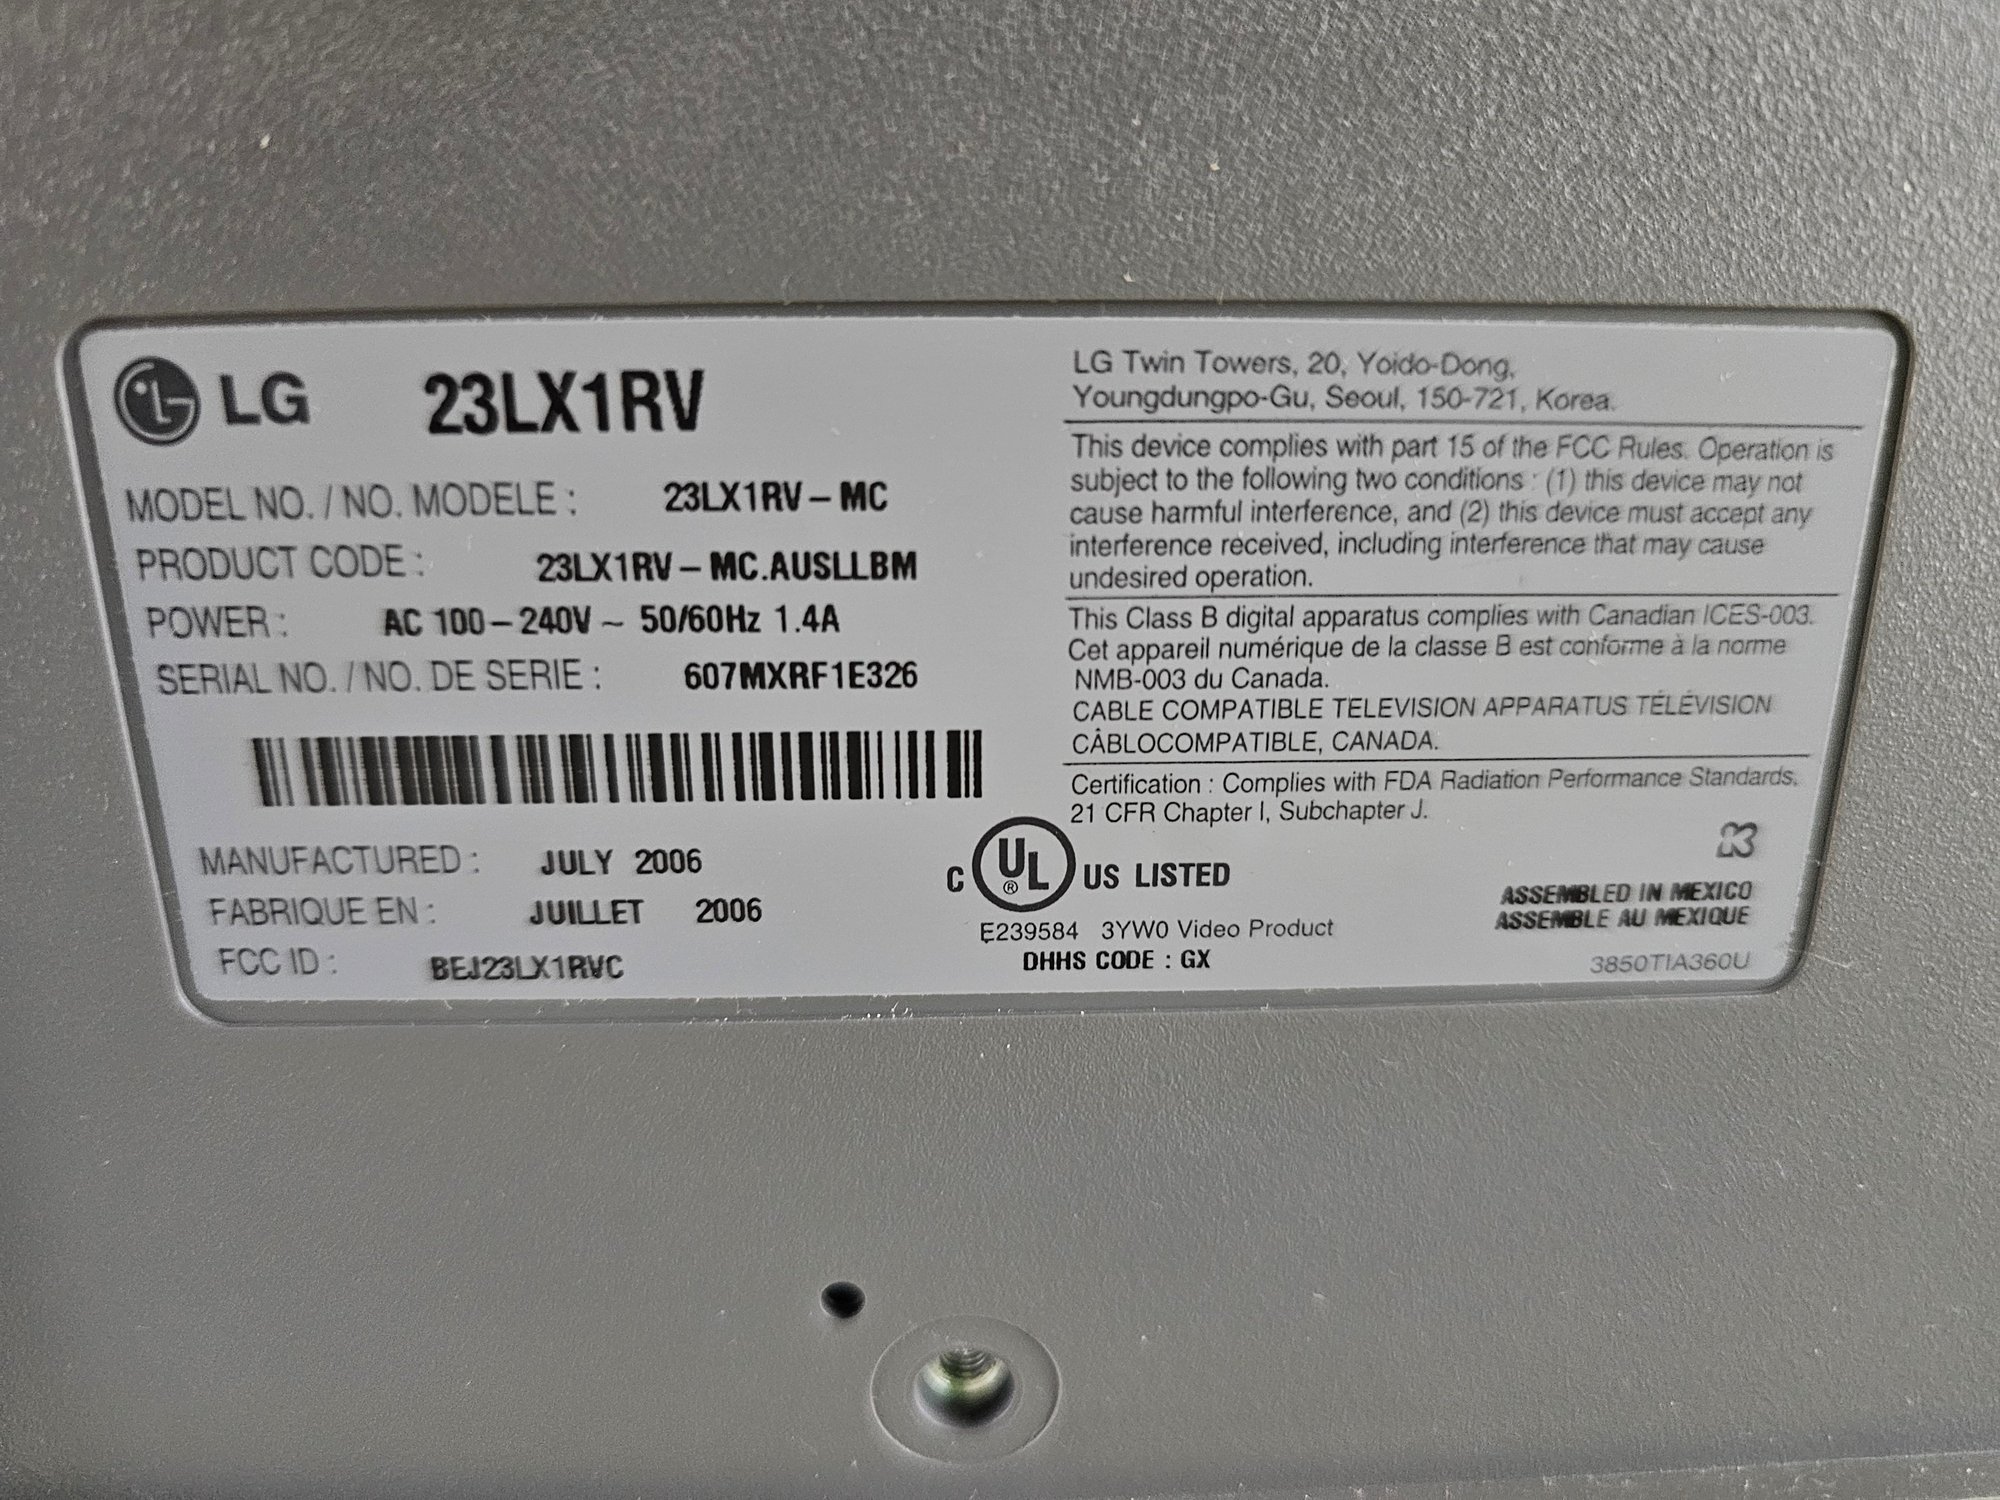 LG 23LX1RV
MODEL NO. / NO. MODELE : 23LX1RV – MC
PRODUCT CODE : 23LX1RV – MC.AUSLLBM
POWER : AC 100 – 240V ~ 50/60Hz 1.4A
SERIAL NO. / NO. DE SERIE : 607MXRF1E326
MANUFACTURED : JULY 2006
FABRIQUE EN : JUILLET 2006
FCC ID : BEJ23LX1RVC
LG Twin Towers, 20, Yoido-Dong,
Youngdungpo-Gu, Seoul, 150-721, Korea.
This device complies with part 15 of the FCC Rules. Operation is
subject to the following two conditions : (1) this device may not
cause harmful interference, and (2) this device must accept any
interference received, including interference that may cause
undesired operation.
This Class B digital apparatus complies with Canadian ICES-003.
Cet appareil numérique de la classe B est conforme à la norme
NMB-003 du Canada.
CABLE COMPATIBLE TELEVISION APPARATUS TÉLÉVISION
CÂBLOCOMPATIBLE, CANADA.
Certification : Complies with FDA Radiation Performance Standards,
21 CFR Chapter I, Subchapter J.
C UL ® US LISTED
E239584 3YW0 Video Product
DHHS CODE : GX
ASSEMBLED IN MEXICO
ASSEMBLE AU MEXIQUE
3850TIA360U